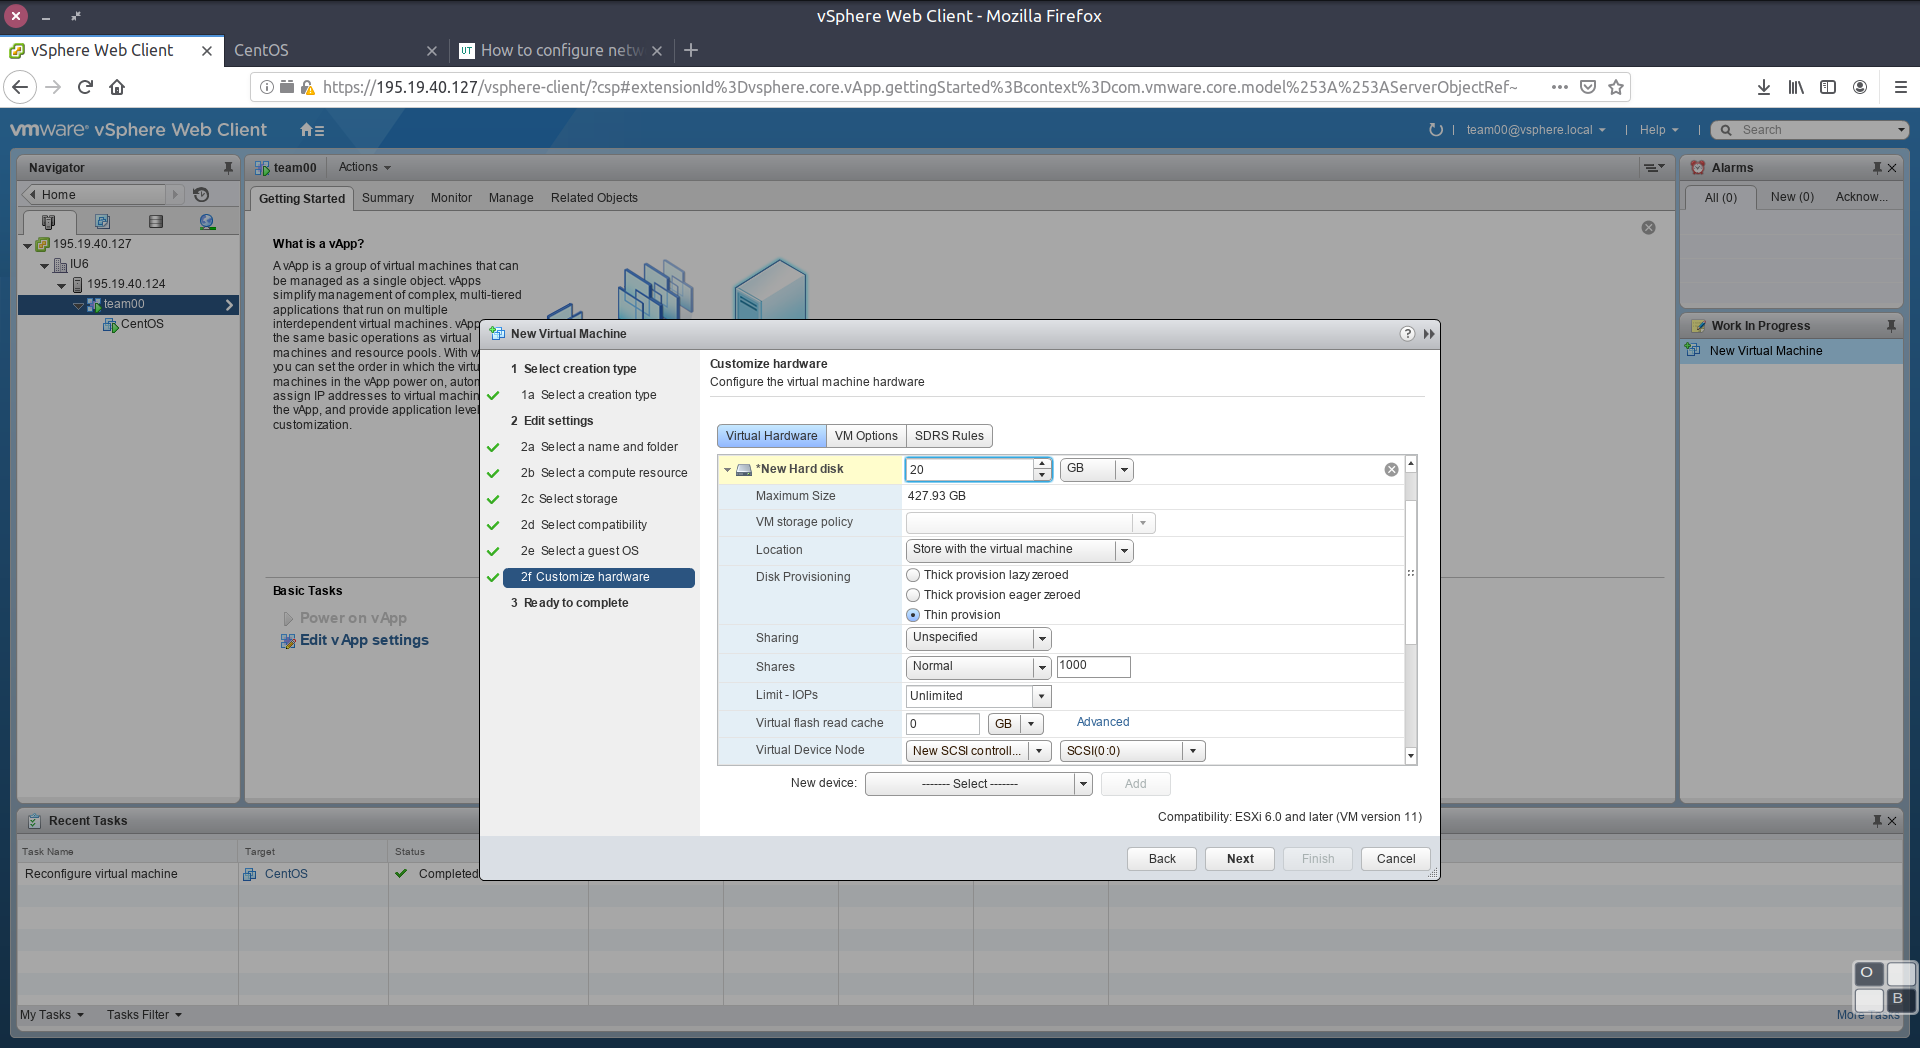 vSphere Web Client - Mozilla Firefox
vSphere Web Client
CentOS
UT How to configure netw
https://195.19.40.127/vsphere-client/?csp#extensionId%3Dvsphere.core.vApp.gettingStarted%3Bcontext%3Dcom.vmware.core.model%253A%253AServerObjectRef~
vmware® vSphere Web Client
team00@vsphere.local
Help
Search
Navigator
Home
195.19.40.127
IU6
195.19.40.124
team00
CentOS
team00
Actions
Getting Started
Summary
Monitor
Manage
Related Objects
What is a vApp?
A vApp is a group of virtual machines that can
be managed as a single object. vApps
simplify management of complex, multi-tiered
applications that run on multiple
interdependent virtual machines. vApp
the same basic operations as virtual
machines and resource pools. With v
you can set the order in which the virtu
machines in the vApp power on, autom
assign IP addresses to virtual machin
the vApp, and provide application level
customization.
Basic Tasks
Power on vApp
Edit vApp settings
Alarms
All (0)
New (0)
Acknow...
Work In Progress
New Virtual Machine
New Virtual Machine
?
1 Select creation type
1a Select a creation type
2 Edit settings
2a Select a name and folder
2b Select a compute resource
2c Select storage
2d Select compatibility
2e Select a guest OS
2f Customize hardware
3 Ready to complete
Customize hardware
Configure the virtual machine hardware
Virtual Hardware
VM Options
SDRS Rules
*New Hard disk
20
GB
Maximum Size
427.93 GB
VM storage policy
Location
Store with the virtual machine
Disk Provisioning
Thick provision lazy zeroed
Thick provision eager zeroed
Thin provision
Sharing
Unspecified
Shares
Normal
1000
Limit - IOPs
Unlimited
Virtual flash read cache
0
GB
Advanced
Virtual Device Node
New SCSI controll...
SCSI(0:0)
New device:
------- Select -------
Add
Compatibility: ESXi 6.0 and later (VM version 11)
Back
Next
Finish
Cancel
Recent Tasks
Task Name
Target
Status
Reconfigure virtual machine
CentOS
Completed
My Tasks
Tasks Filter
More Tasks
O
B